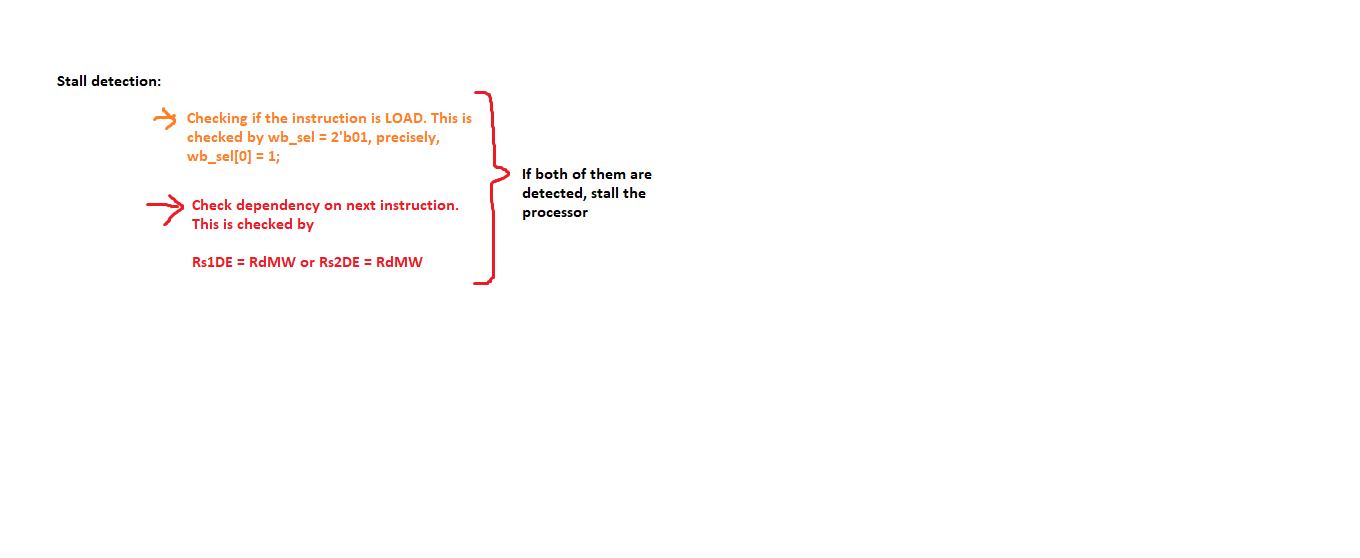 Stall detection:
Checking if the instruction is LOAD. This is
checked by wb_sel = 2'b01, precisely,
wb_sel[0] = 1;
Check dependency on next instruction.
This is checked by
Rs1DE = RdMW or Rs2DE = RdMW
If both of them are
detected, stall the
processor